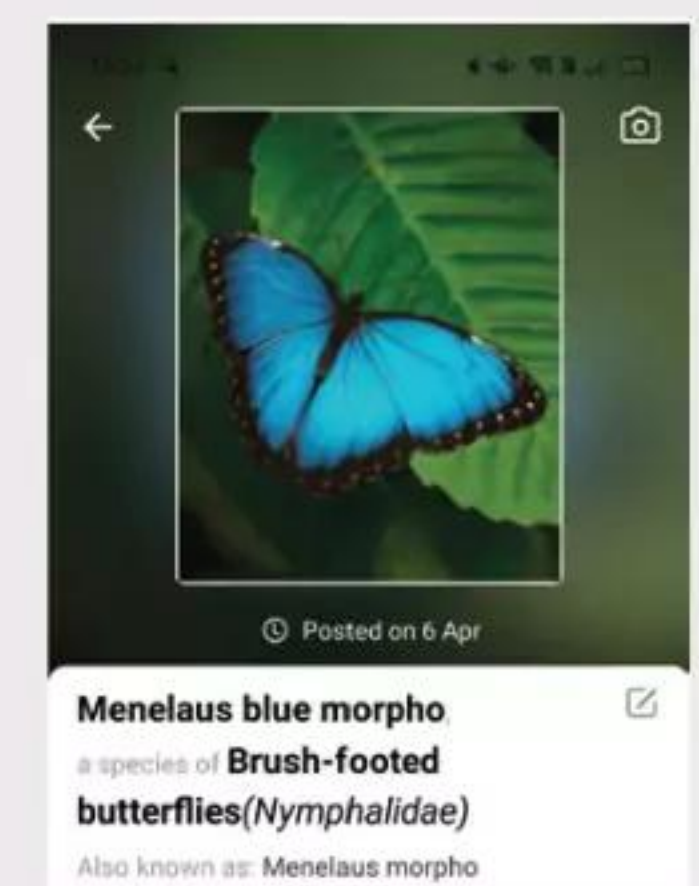 Posted on 6 Apr
Menelaus blue morpho
a species of Brush-footed
butterflies(Nymphalidae)
Also known as: Menelaus morpho